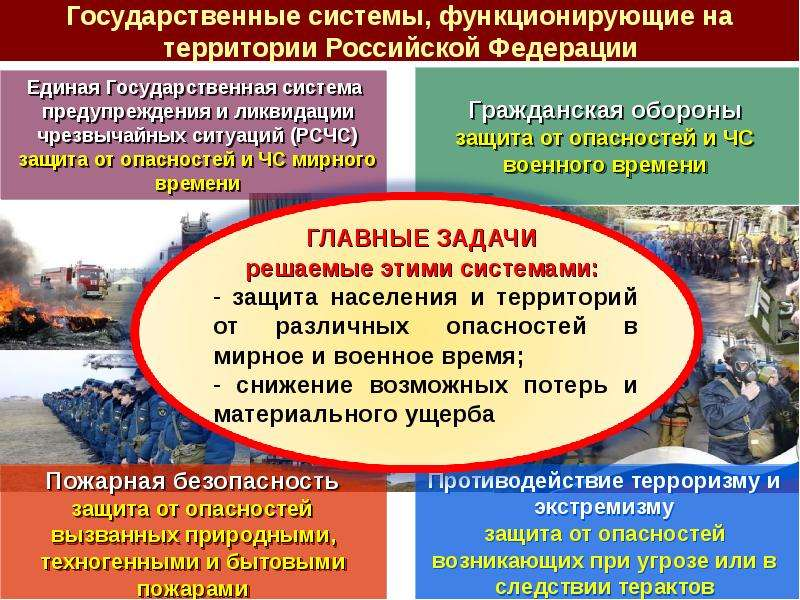 Государственные системы, функционирующие на
территории Российской Федерации
Единая Государственная система
предупреждения и ликвидации
чрезвычайных ситуаций (РСЧС)
защита от опасностей и ЧС мирного
времени
Гражданская обороны
защита от опасностей и ЧС
военного времени
ГЛАВНЫЕ ЗАДАЧИ
решаемые этими системами:
- защита населения и территорий
от различных опасностей в
мирное и военное время;
- снижение возможных потерь и
материального ущерба
Пожарная безопасность
защита от опасностей
вызванных природными,
техногенными и бытовыми
пожарами
Противодействие терроризму и
экстремизму
защита от опасностей
возникающих при угрозе или в
следствии терактов